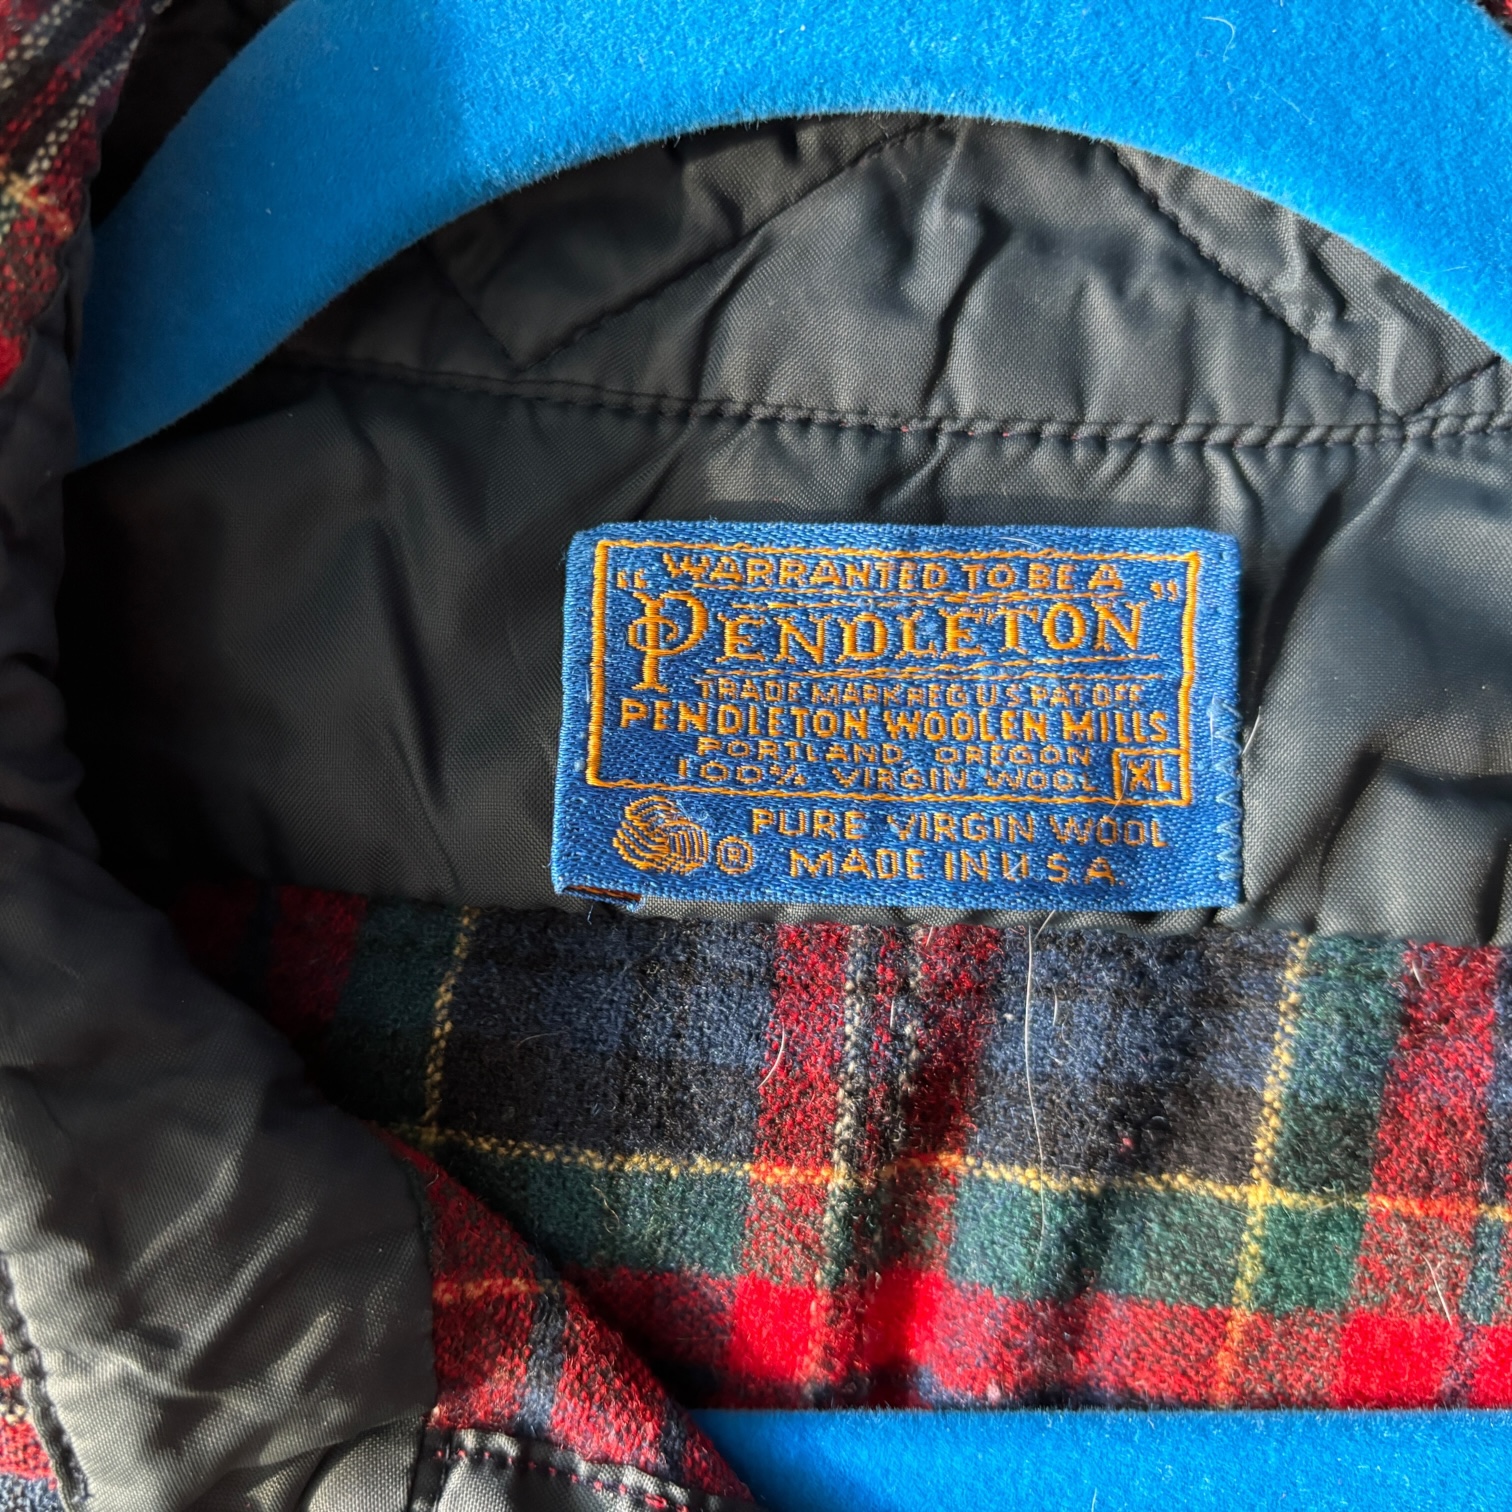 "WARRANTED TO BE A"
PENDLETON
TRADE MARK REG U S PAT OFF
PENDLETON WOOLEN MILLS
PORTLAND, OREGON
100% VIRGIN WOOL XL
® PURE VIRGIN WOOL
MADE IN U.S.A.